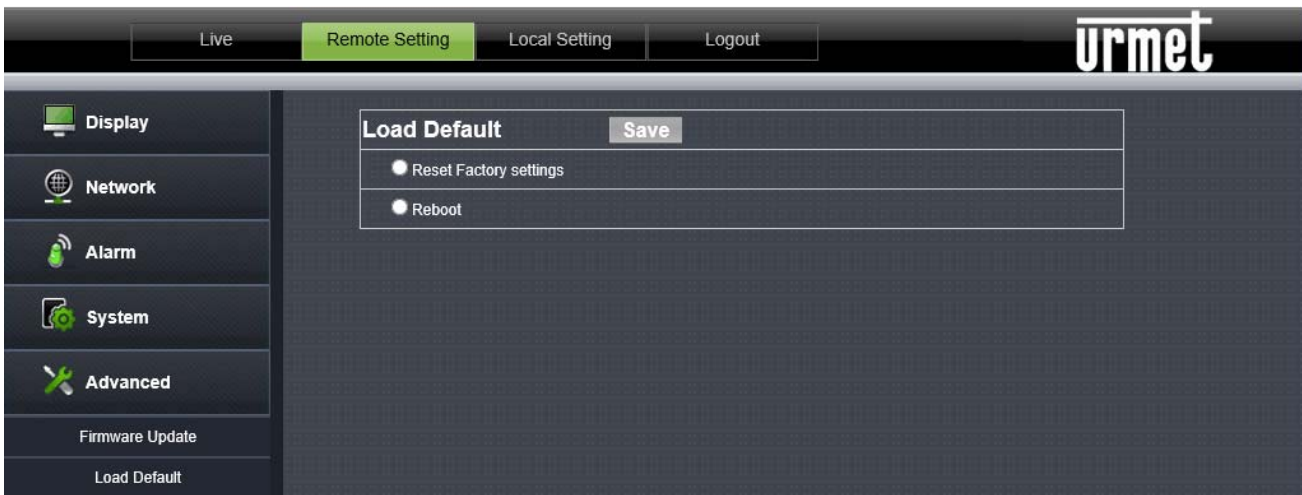 Live Remote Setting Local Setting Logout urmet
Display
Network
Alarm
System
Advanced
Firmware Update
Load Default
Load Default Save
Reset Factory settings
Reboot